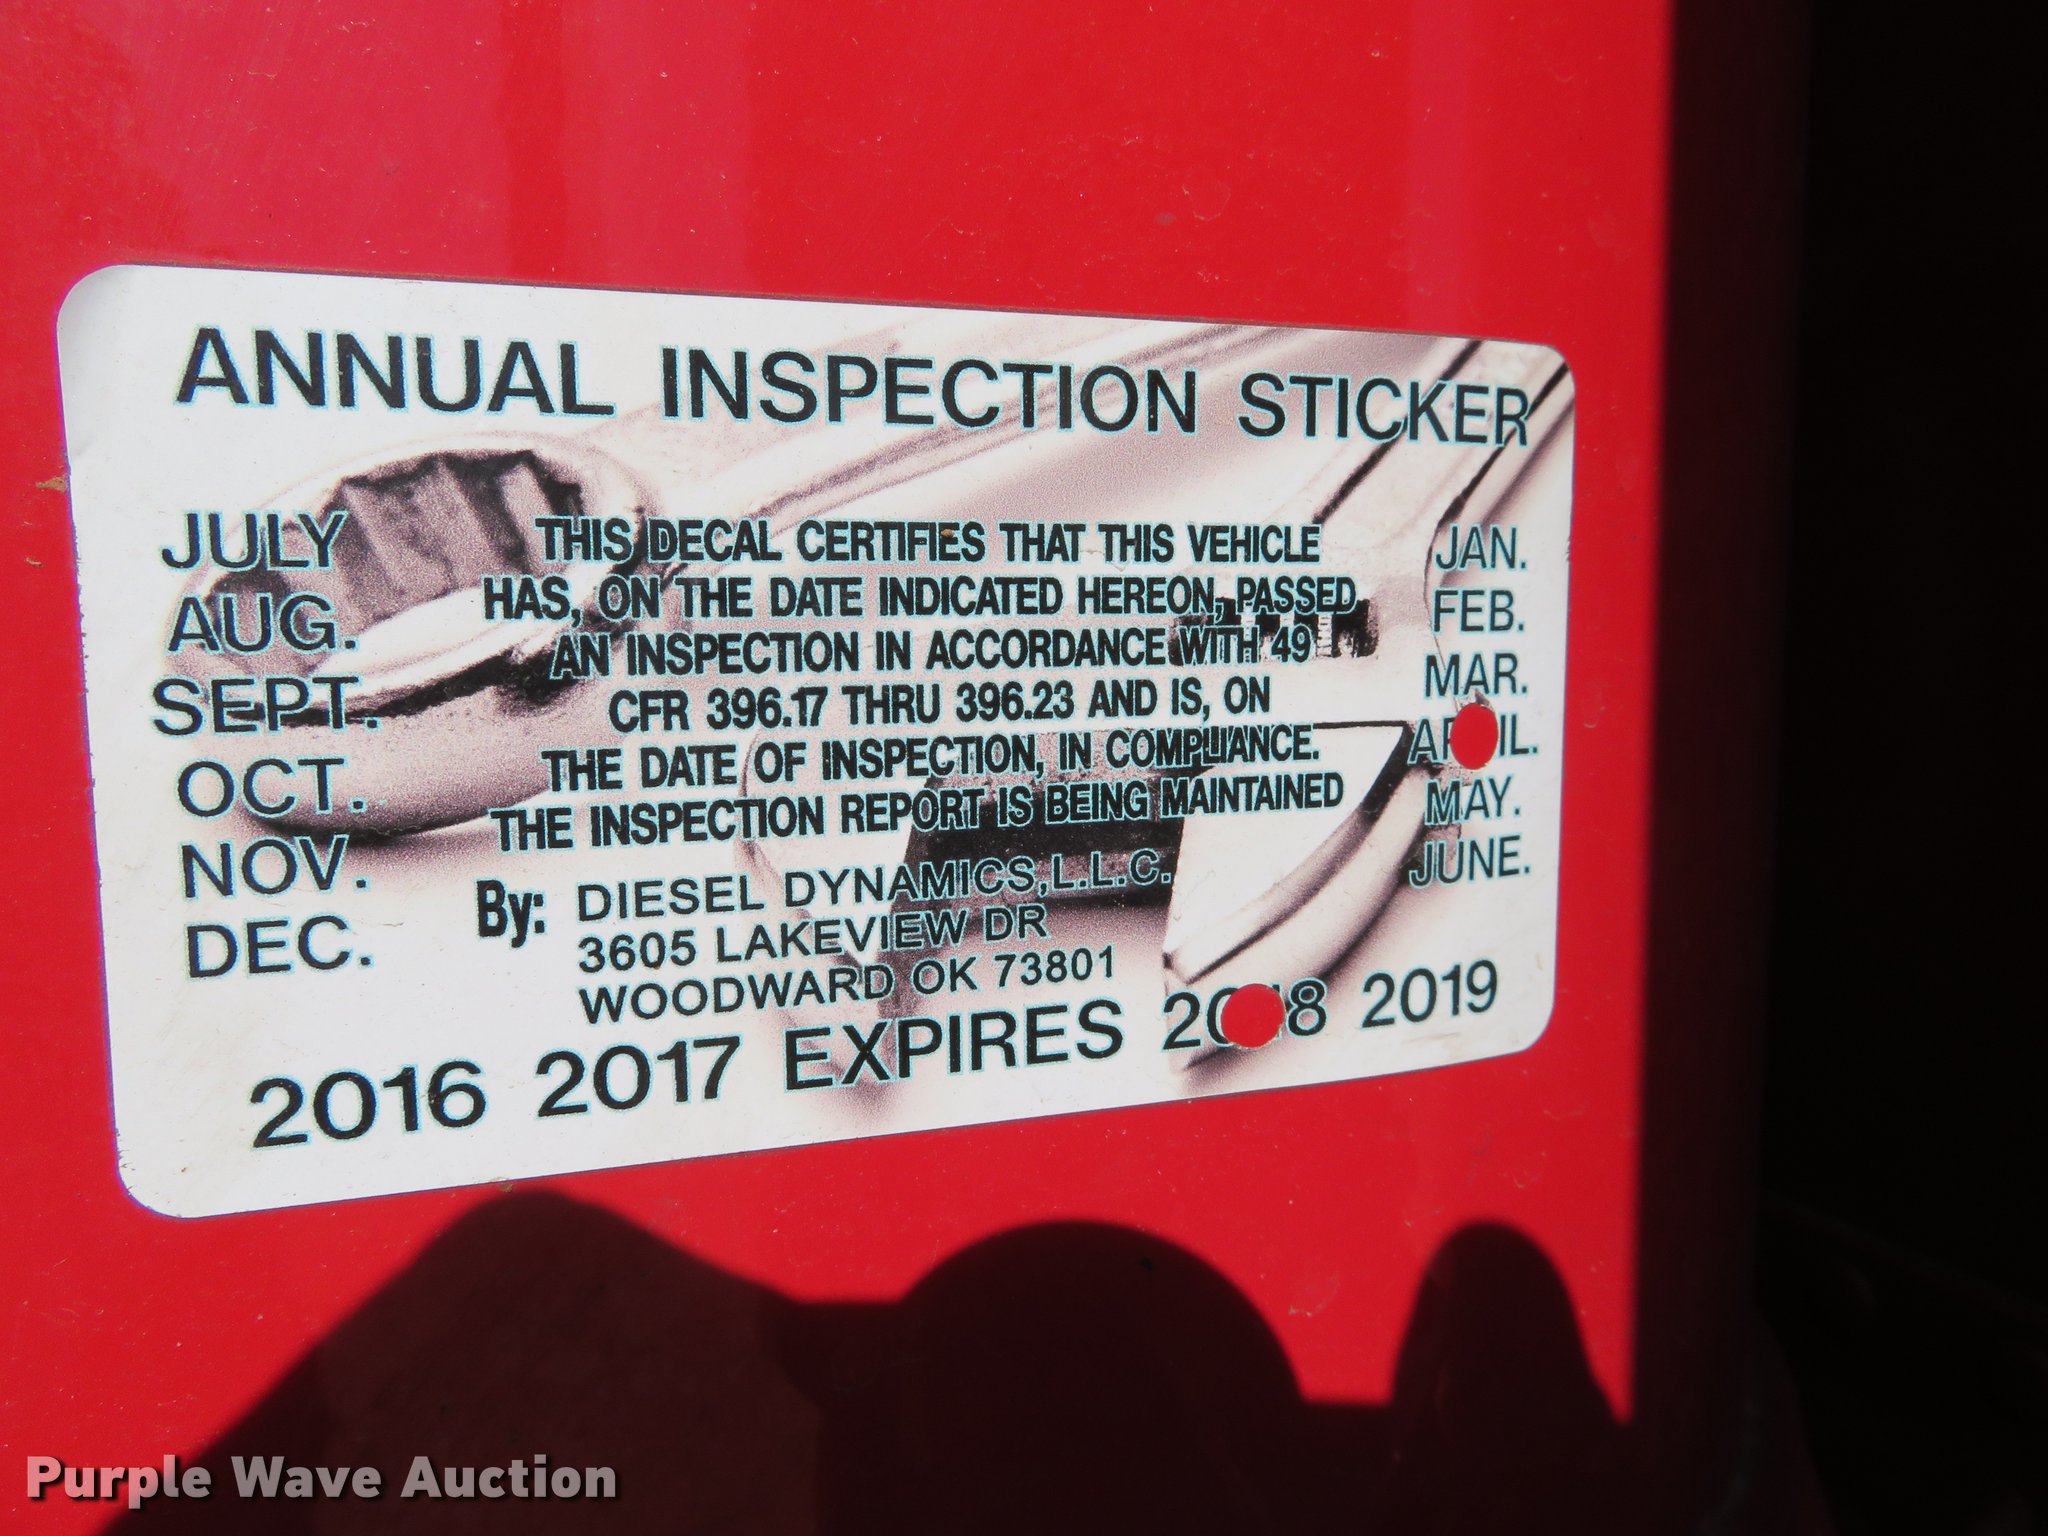 ANNUAL INSPECTION STICKER
JULY
AUG.
SEPT.
OCT.
NOV.
DEC.
THIS DECAL CERTIFIES THAT THIS VEHICLE
HAS, ON THE DATE INDICATED HEREON, PASSED
AN INSPECTION IN ACCORDANCE WITH 49
CFR 396.17 THRU 396.23 AND IS, ON
THE DATE OF INSPECTION, IN COMPLIANCE.
THE INSPECTION REPORT IS BEING MAINTAINED
By: DIESEL DYNAMICS,L.L.C.
3605 LAKEVIEW DR
WOODWARD OK 73801
JAN.
FEB.
MAR.
APRIL.
MAY.
JUNE.
2016 2017 EXPIRES 2018 2019
Purple Wave Auction